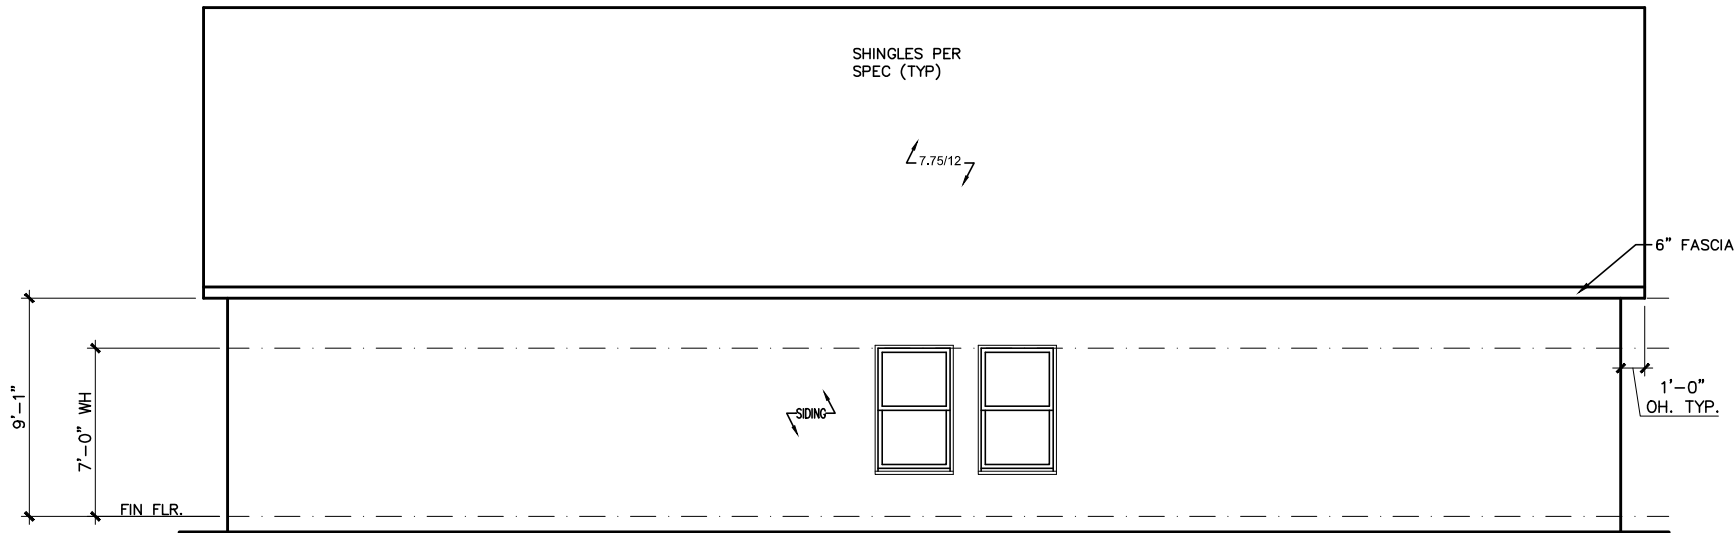 SHINGLES PER
SPEC (TYP)
7.75/12
6" FASCIA
9'-1"
7'-0" WH
SIDING
1'-0"
OH. TYP.
FIN FLR.